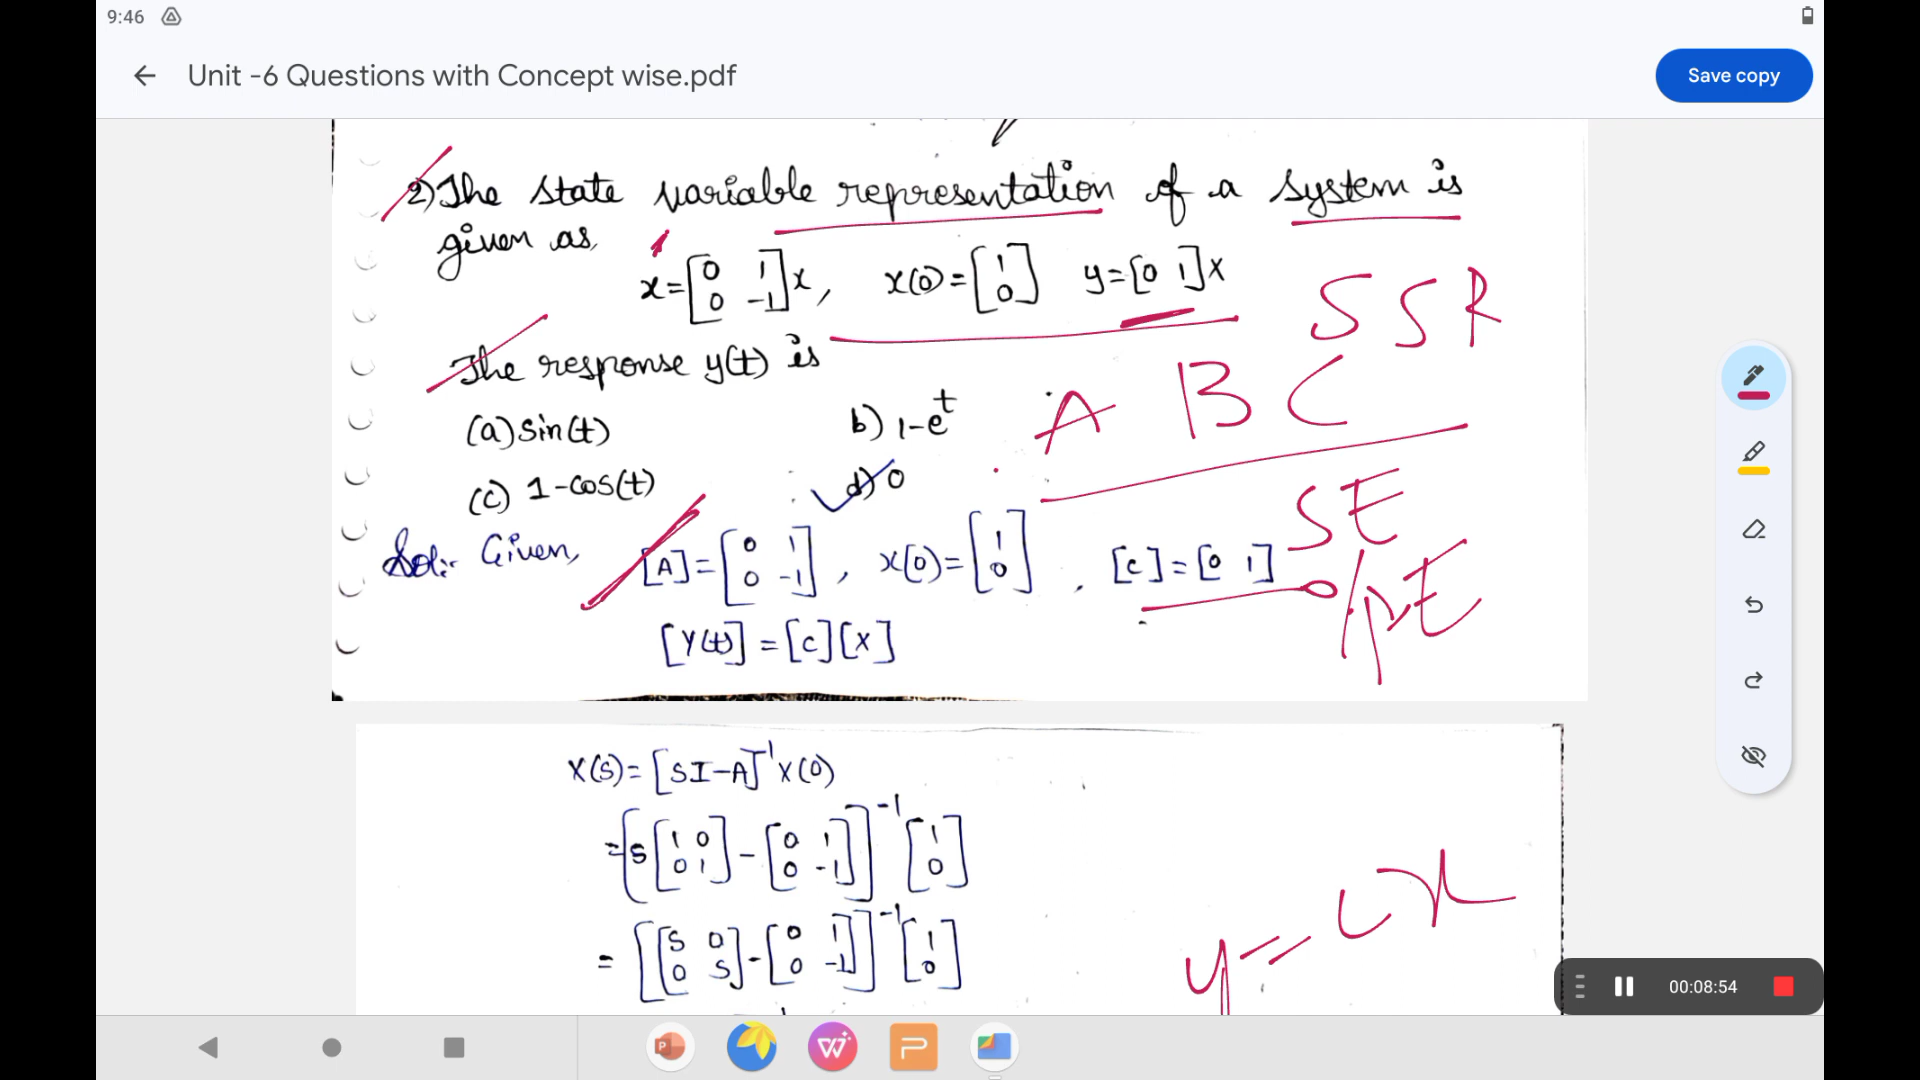 9:46
Unit -6 Questions with Concept wise.pdf
Save copy
2) The state variable representation of a system is
given as,
ẋ = [0 1; 0 -1] x, x(0) = [1; 0] y = [0 1] x
SSR
The response y(t) is
A B C
(a) sin(t) b) 1-e^t
(c) 1-cos(t) d) 0
SE
Sol:- Given, [A] = [0 1; 0 -1], x(0) = [1; 0], [c] = [0 1]
O/PE
[Y(t)] = [c][x]
X(s) = [SI-A]^-1 X(0)
= [s[1 0; 0 1] - [0 1; 0 -1]]^-1 [1; 0]
= [[s 0; 0 s] - [0 1; 0 -1]]^-1 [1; 0]
y = cx
00:08:54